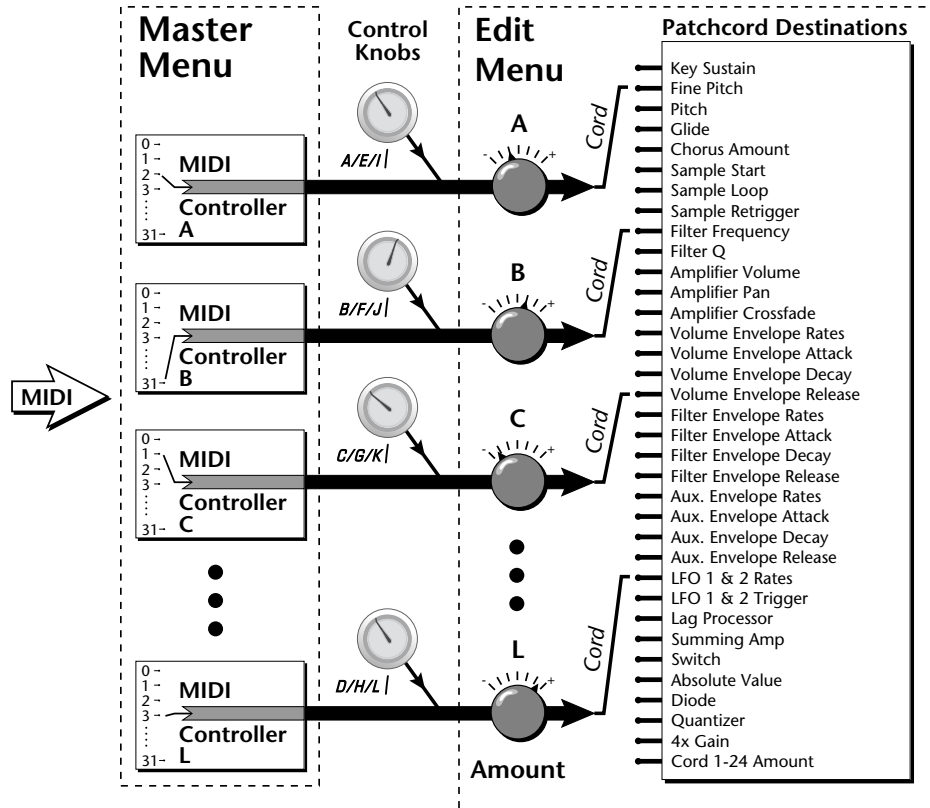 Master
Menu
Control
Knobs
Edit
Menu
Patchcord Destinations
MIDI
0
1
2
3
31
MIDI
Controller
A
A/E/I
A
- +
Cord
0
1
2
3
31
MIDI
Controller
B
B/F/J
B
- +
Cord
0
1
2
3
31
MIDI
Controller
C
C/G/K
C
- +
Cord
0
1
2
3
31
MIDI
Controller
L
D/H/L
L
- +
Cord
Amount
Key Sustain
Fine Pitch
Pitch
Glide
Chorus Amount
Sample Start
Sample Loop
Sample Retrigger
Filter Frequency
Filter Q
Amplifier Volume
Amplifier Pan
Amplifier Crossfade
Volume Envelope Rates
Volume Envelope Attack
Volume Envelope Decay
Volume Envelope Release
Filter Envelope Rates
Filter Envelope Attack
Filter Envelope Decay
Filter Envelope Release
Aux. Envelope Rates
Aux. Envelope Attack
Aux. Envelope Decay
Aux. Envelope Release
LFO 1 & 2 Rates
LFO 1 & 2 Trigger
Lag Processor
Summing Amp
Switch
Absolute Value
Diode
Quantizer
4x Gain
Cord 1-24 Amount